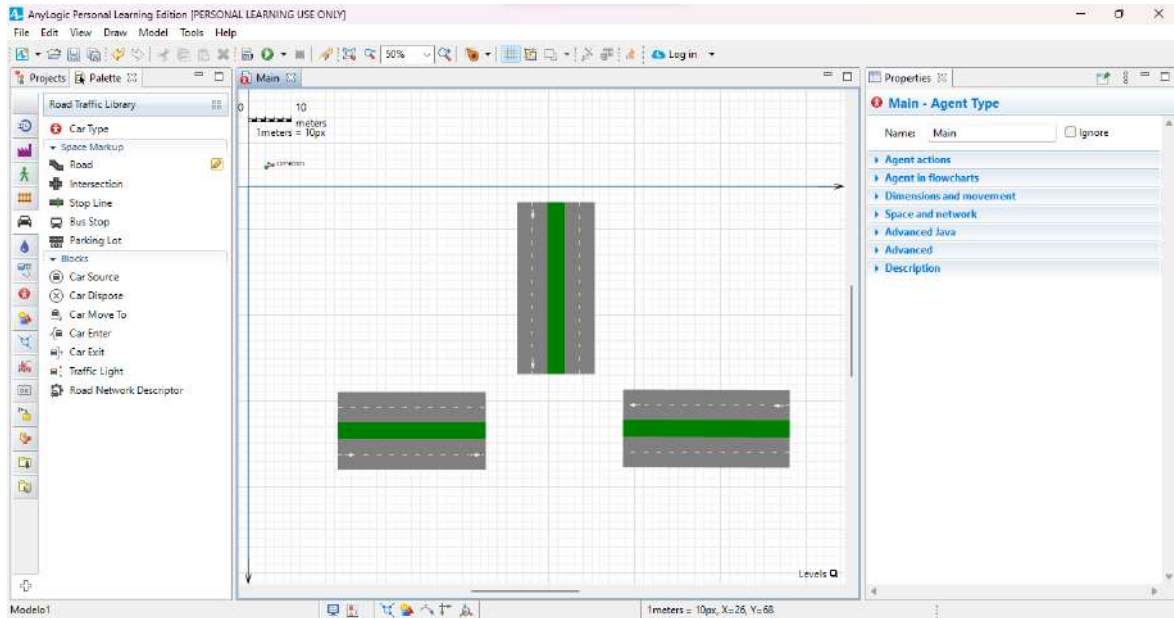 AnyLogic Personal Learning Edition [PERSONAL LEARNING USE ONLY]
File Edit View Draw Model Tools Help
50% Log in
Projects Palette
Main
Properties
Road Traffic Library
Car Type
Space Markup
Road
Intersection
Stop Line
Bus Stop
Parking Lot
Blocks
Car Source
Car Dispose
Car Move To
Car Enter
Car Exit
Traffic Light
Road Network Descriptor
0 10
meters
1meters = 10px
Levels
Main - Agent Type
Name: Main Ignore
Agent actions
Agent in flowcharts
Dimensions and movement
Space and network
Advanced Java
Advanced
Description
Modelo1
1meters = 10px, X=26, Y=68